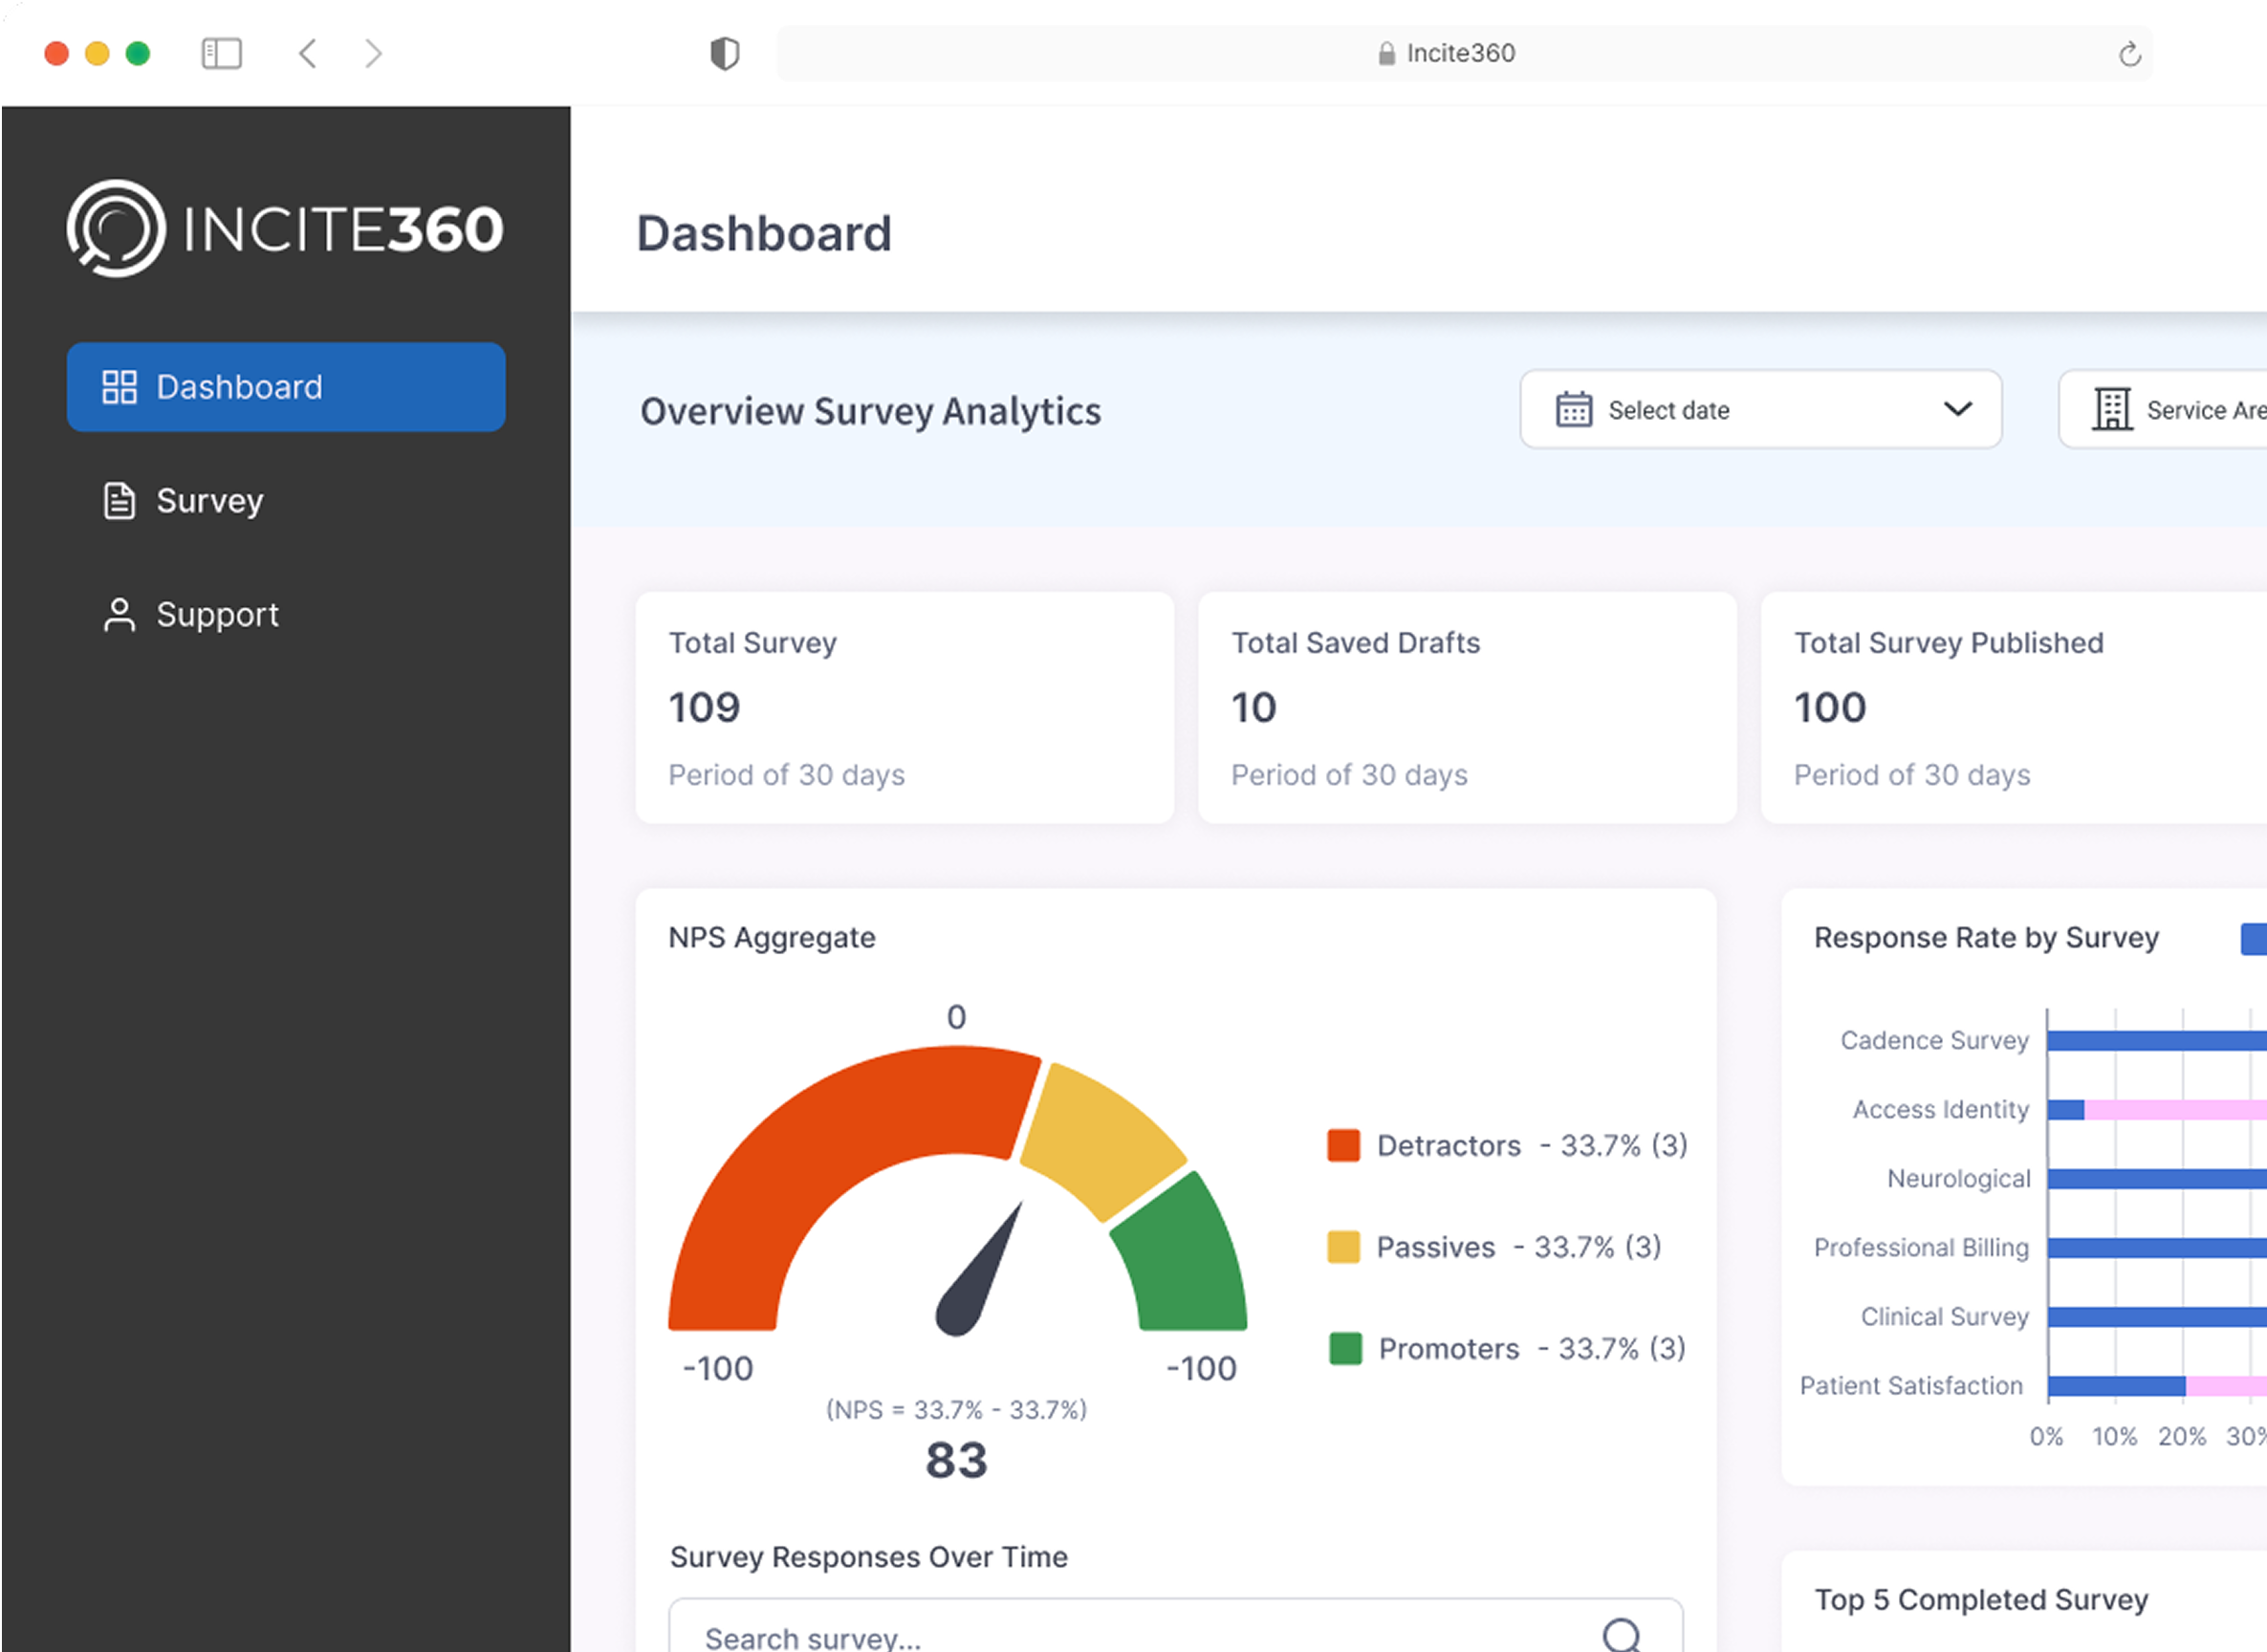 Incite360
INCITE360
Dashboard
Survey
Support
Dashboard
Overview Survey Analytics
Select date
Service
Total Survey
109
Period of 30 days
Total Saved Drafts
10
Period of 30 days
Total Survey Published
100
Period of 30 days
NPS Aggregate
0
-100
-100
(NPS = 33.7% - 33.7%)
83
Detractors - 33.7% (3)
Passives - 33.7% (3)
Promoters - 33.7% (3)
Survey Responses Over Time
Search survey...
Response Rate by Survey
Cadence Survey
Access Identity
Neurological
Professional Billing
Clinical Survey
Patient Satisfaction
0% 10% 20% 30%
Top 5 Completed Survey